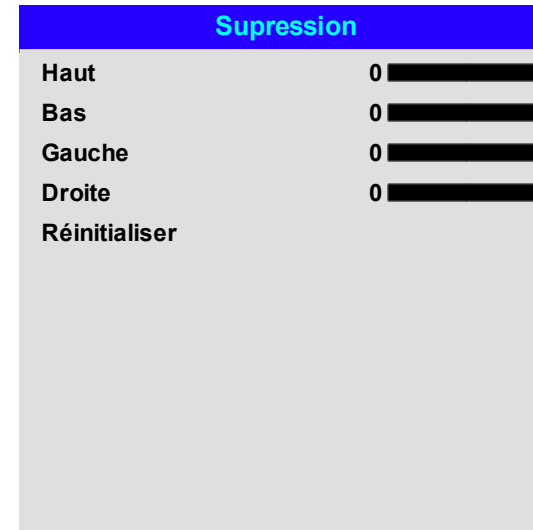 Supression
Haut 0
Bas 0
Gauche 0
Droite 0
Réinitialiser